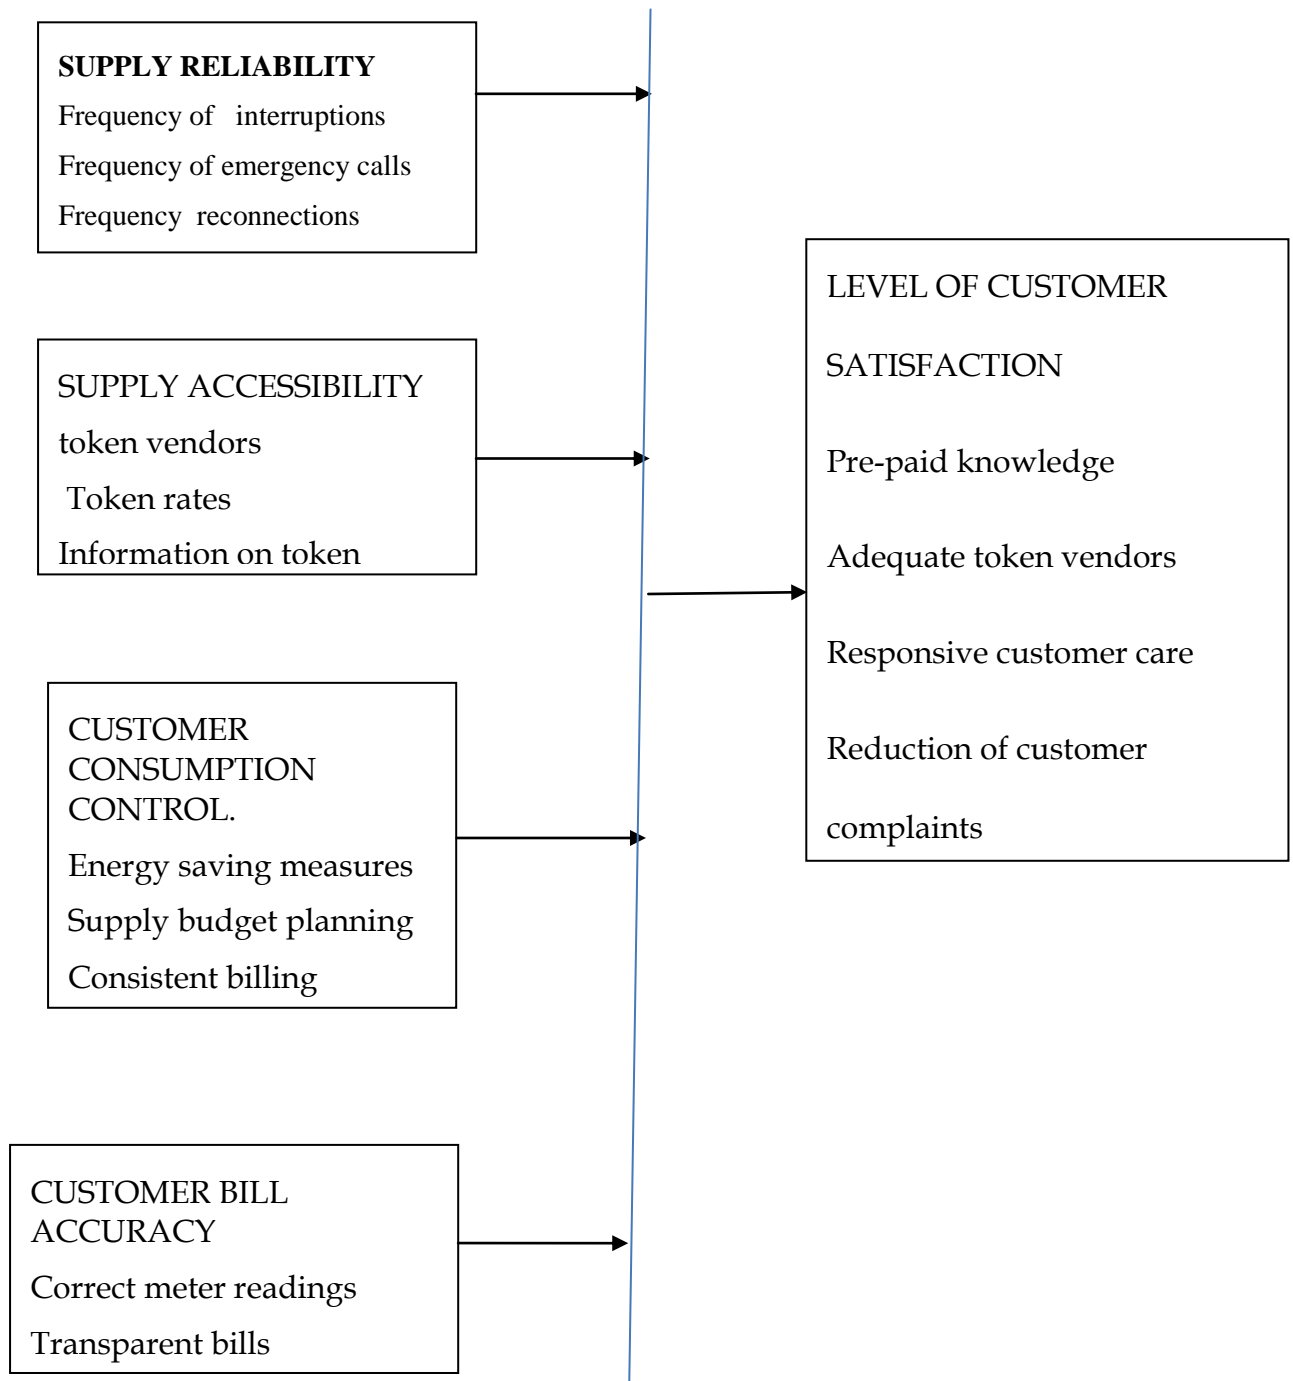 SUPPLY RELIABILITY
Frequency of interruptions
Frequency of emergency calls
Frequency reconnections
SUPPLY ACCESSIBILITY
token vendors
Token rates
Information on token
CUSTOMER
CONSUMPTION
CONTROL.
Energy saving measures
Supply budget planning
Consistent billing
CUSTOMER BILL
ACCURACY
Correct meter readings
Transparent bills
LEVEL OF CUSTOMER
SATISFACTION
Pre-paid knowledge
Adequate token vendors
Responsive customer care
Reduction of customer
complaints